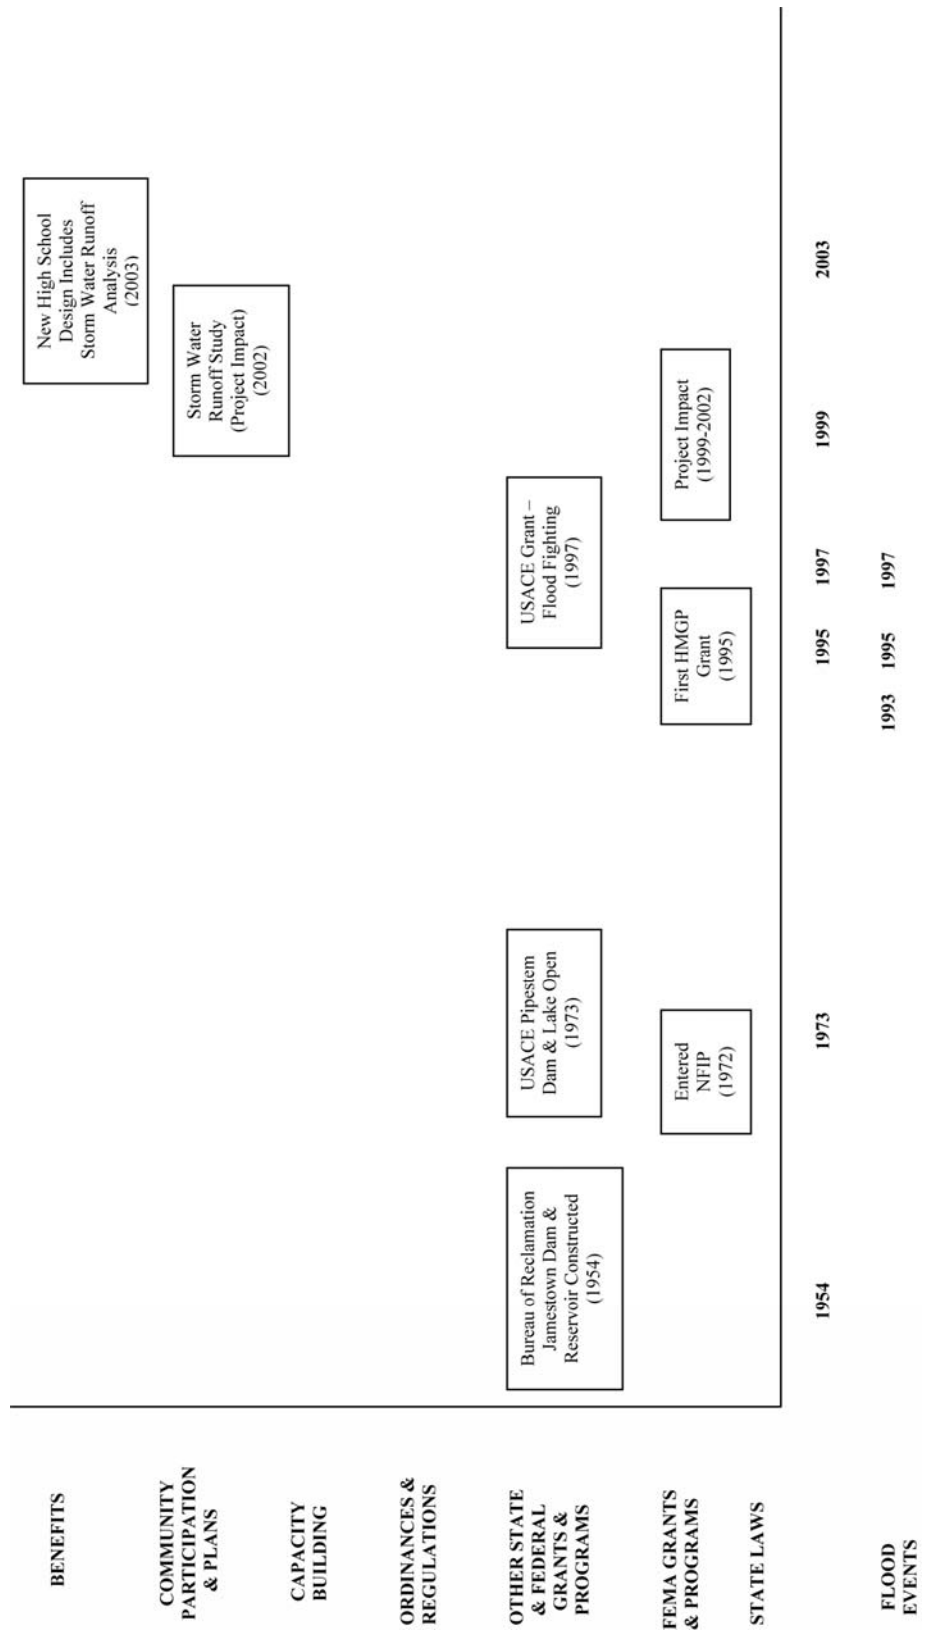 BENEFITS
New High School
Design Includes
Storm Water Runoff
Analysis
(2003)
COMMUNITY
PARTICIPATION
& PLANS
Storm Water
Runoff Study
(Project Impact)
(2002)
CAPACITY
BUILDING
ORDINANCES &
REGULATIONS
OTHER STATE
& FEDERAL
GRANTS &
PROGRAMS
Bureau of Reclamation
Jamestown Dam &
Reservoir Constructed
(1954)
USACE Pipestem
Dam & Lake Open
(1973)
USACE Grant –
Flood Fighting
(1997)
FEMA GRANTS
& PROGRAMS
Entered
NFIP
(1972)
First HMGP
Grant
(1995)
Project Impact
(1999-2002)
STATE LAWS
1954 1973 1995 1997 1999 2003
FLOOD
EVENTS
1993 1995 1997